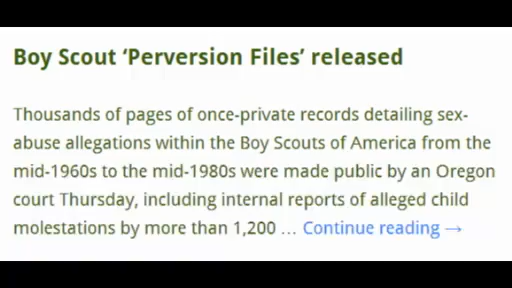 Boy Scout ‘Perversion Files’ released
Thousands of pages of once-private records detailing sex-
abuse allegations within the Boy Scouts of America from the
mid-1960s to the mid-1980s were made public by an Oregon
court Thursday, including internal reports of alleged child
molestations by more than 1,200 … Continue reading →